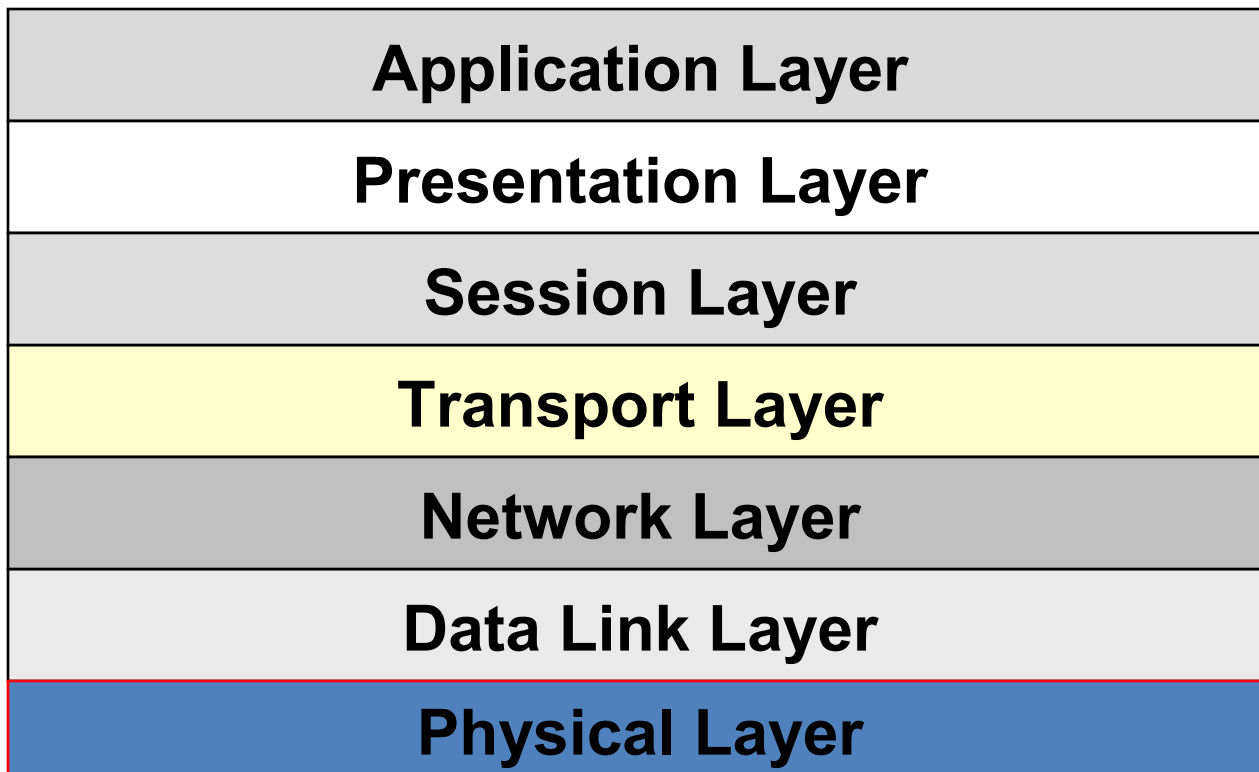 Application Layer
Presentation Layer
Session Layer
Transport Layer
Network Layer
Data Link Layer
Physical Layer